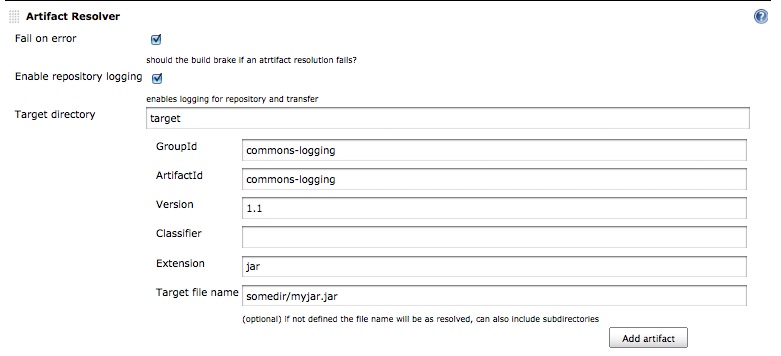 Artifact Resolver
Fail on error
should the build brake if an atrtifact resolution fails?
Enable repository logging
enables logging for repository and transfer
Target directory target
GroupId commons-logging
ArtifactId commons-logging
Version 1.1
Classifier
Extension jar
Target file name somedir/myjar.jar
(optional) if not defined the file name will be as resolved, can also include subdirectories
Add artifact